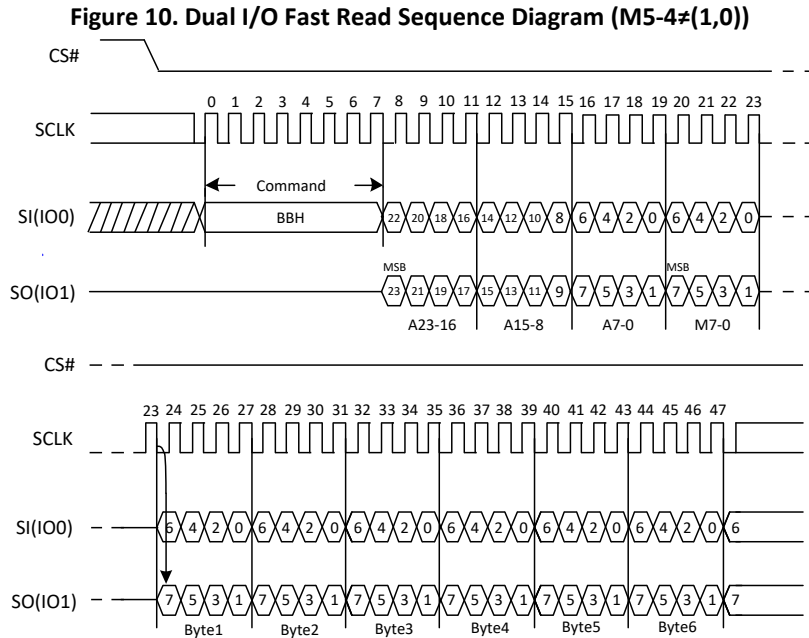 Figure 10. Dual I/O Fast Read Sequence Diagram (M5-4≠(1,0))
CS#
0 1 2 3 4 5 6 7 8 9 10 11 12 13 14 15 16 17 18 19 20 21 22 23
SCLK
Command
SI(IO0) BBH 22 20 18 16 14 12 10 8 6 4 2 0 6 4 2 0
MSB MSB
SO(IO1) 23 21 19 17 15 13 11 9 7 5 3 1 7 5 3 1
A23-16 A15-8 A7-0 M7-0
CS#
23 24 25 26 27 28 29 30 31 32 33 34 35 36 37 38 39 40 41 42 43 44 45 46 47
SCLK
SI(IO0) 6 4 2 0 6 4 2 0 6 4 2 0 6 4 2 0 6 4 2 0 6 4 2 0 6
SO(IO1) 7 5 3 1 7 5 3 1 7 5 3 1 7 5 3 1 7 5 3 1 7 5 3 1 7
Byte1 Byte2 Byte3 Byte4 Byte5 Byte6